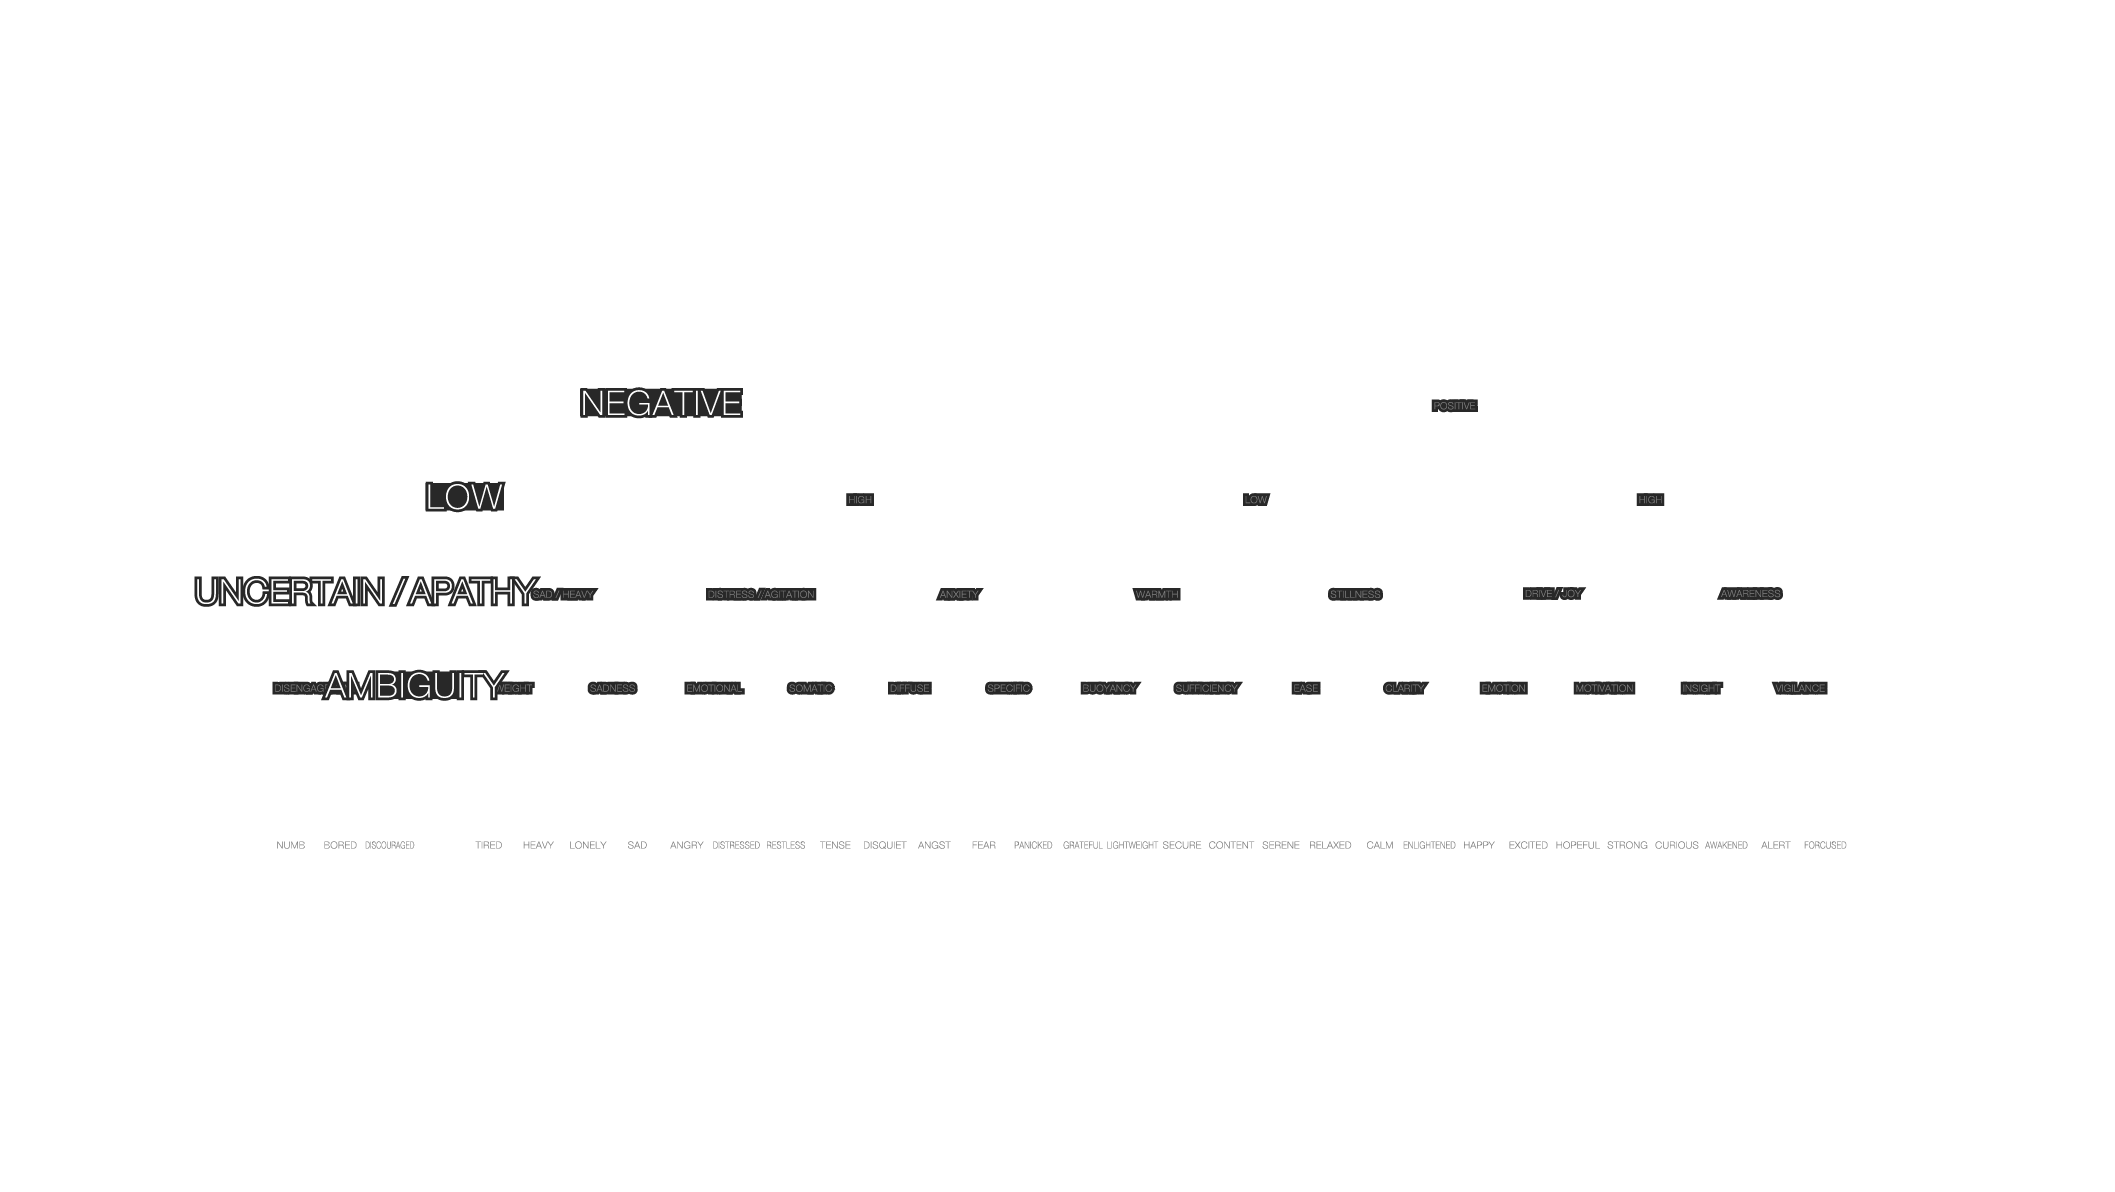 NEGATIVE POSITIVE
LOW HIGH LOW HIGH
UNCERTAIN / APATHY SAD / HEAVY DISTRESS / AGITATION ANXIETY WARMTH STILLNESS DRIVE / JOY AWARENESS
AMBIGUITY WEIGHT SADNESS EMOTIONAL SOMATIC DIFFUSE SPECIFIC BUOYANCY SUFFICIENCY EASE CLARITY EMOTION MOTIVATION INSIGHT VIGILANCE
NUMB BORED DISCOURAGED TIRED HEAVY LONELY SAD ANGRY DISTRESSED RESTLESS TENSE DISQUIET ANGST FEAR PANICKED GRATEFUL LIGHTWEIGHT SECURE CONTENT SERENE RELAXED CALM ENLIGHTENED HAPPY EXCITED HOPEFUL STRONG CURIOUS AWAKENED ALERT FORCUSED